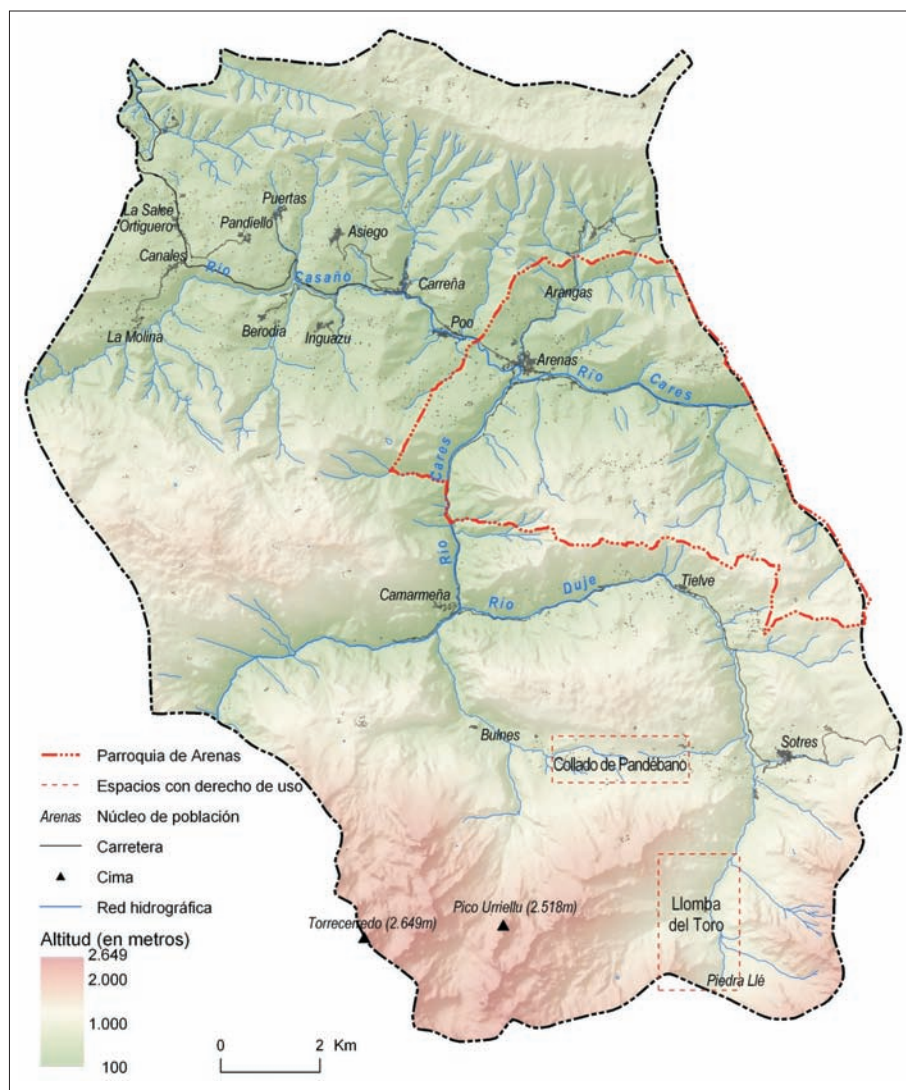 La Salce
Ortiguero
Puertas
Pandiello
Asiego
Canales
Río Casaño
Carreña
Arangas
La Molina
Berodia
Inguazu
Poo
Arenas
Río Cares
Río Cares
Camarmeña
Río Duje
Tielve
Bulnes
Sotres
Collado de Pandébano
Llomba
del Toro
Pico Urriellu (2.518m)
Torrecerredo (2.649m)
Piedra Llé
Parroquia de Arenas
Espacios con derecho de uso
Arenas Núcleo de población
Carretera
Cima
Red hidrográfica
Altitud (en metros)
2.649
2.000
1.000
100
0 2 Km